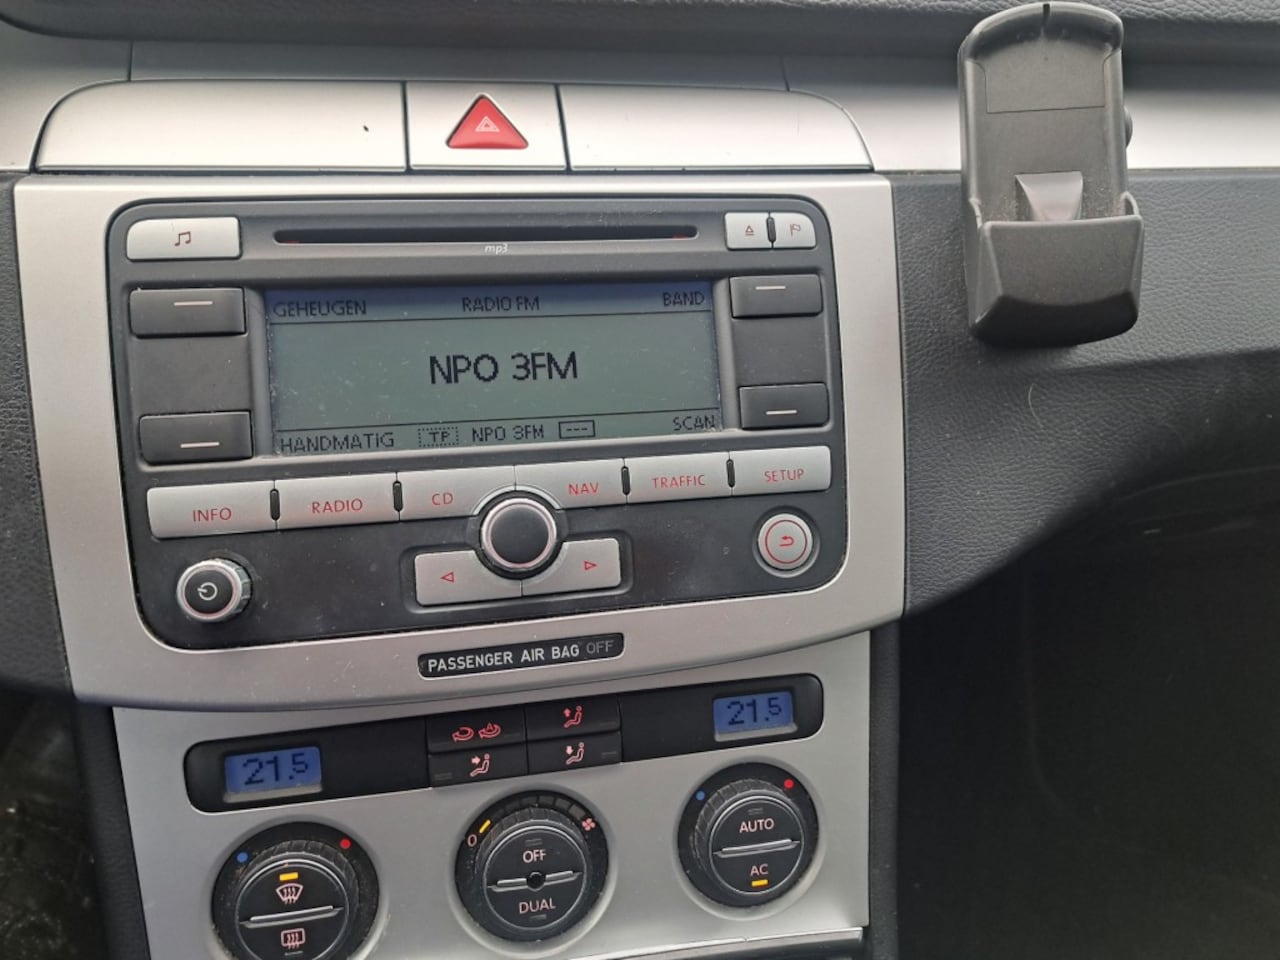 mp3
GEHEUGEN RADIO FM BAND
NPO 3FM
HANDMATIG TP NPO 3FM --- SCAN
INFO RADIO CD NAV TRAFFIC SETUP
PASSENGER AIR BAG OFF
21.5 21.5
0 OFF DUAL
AUTO
AC